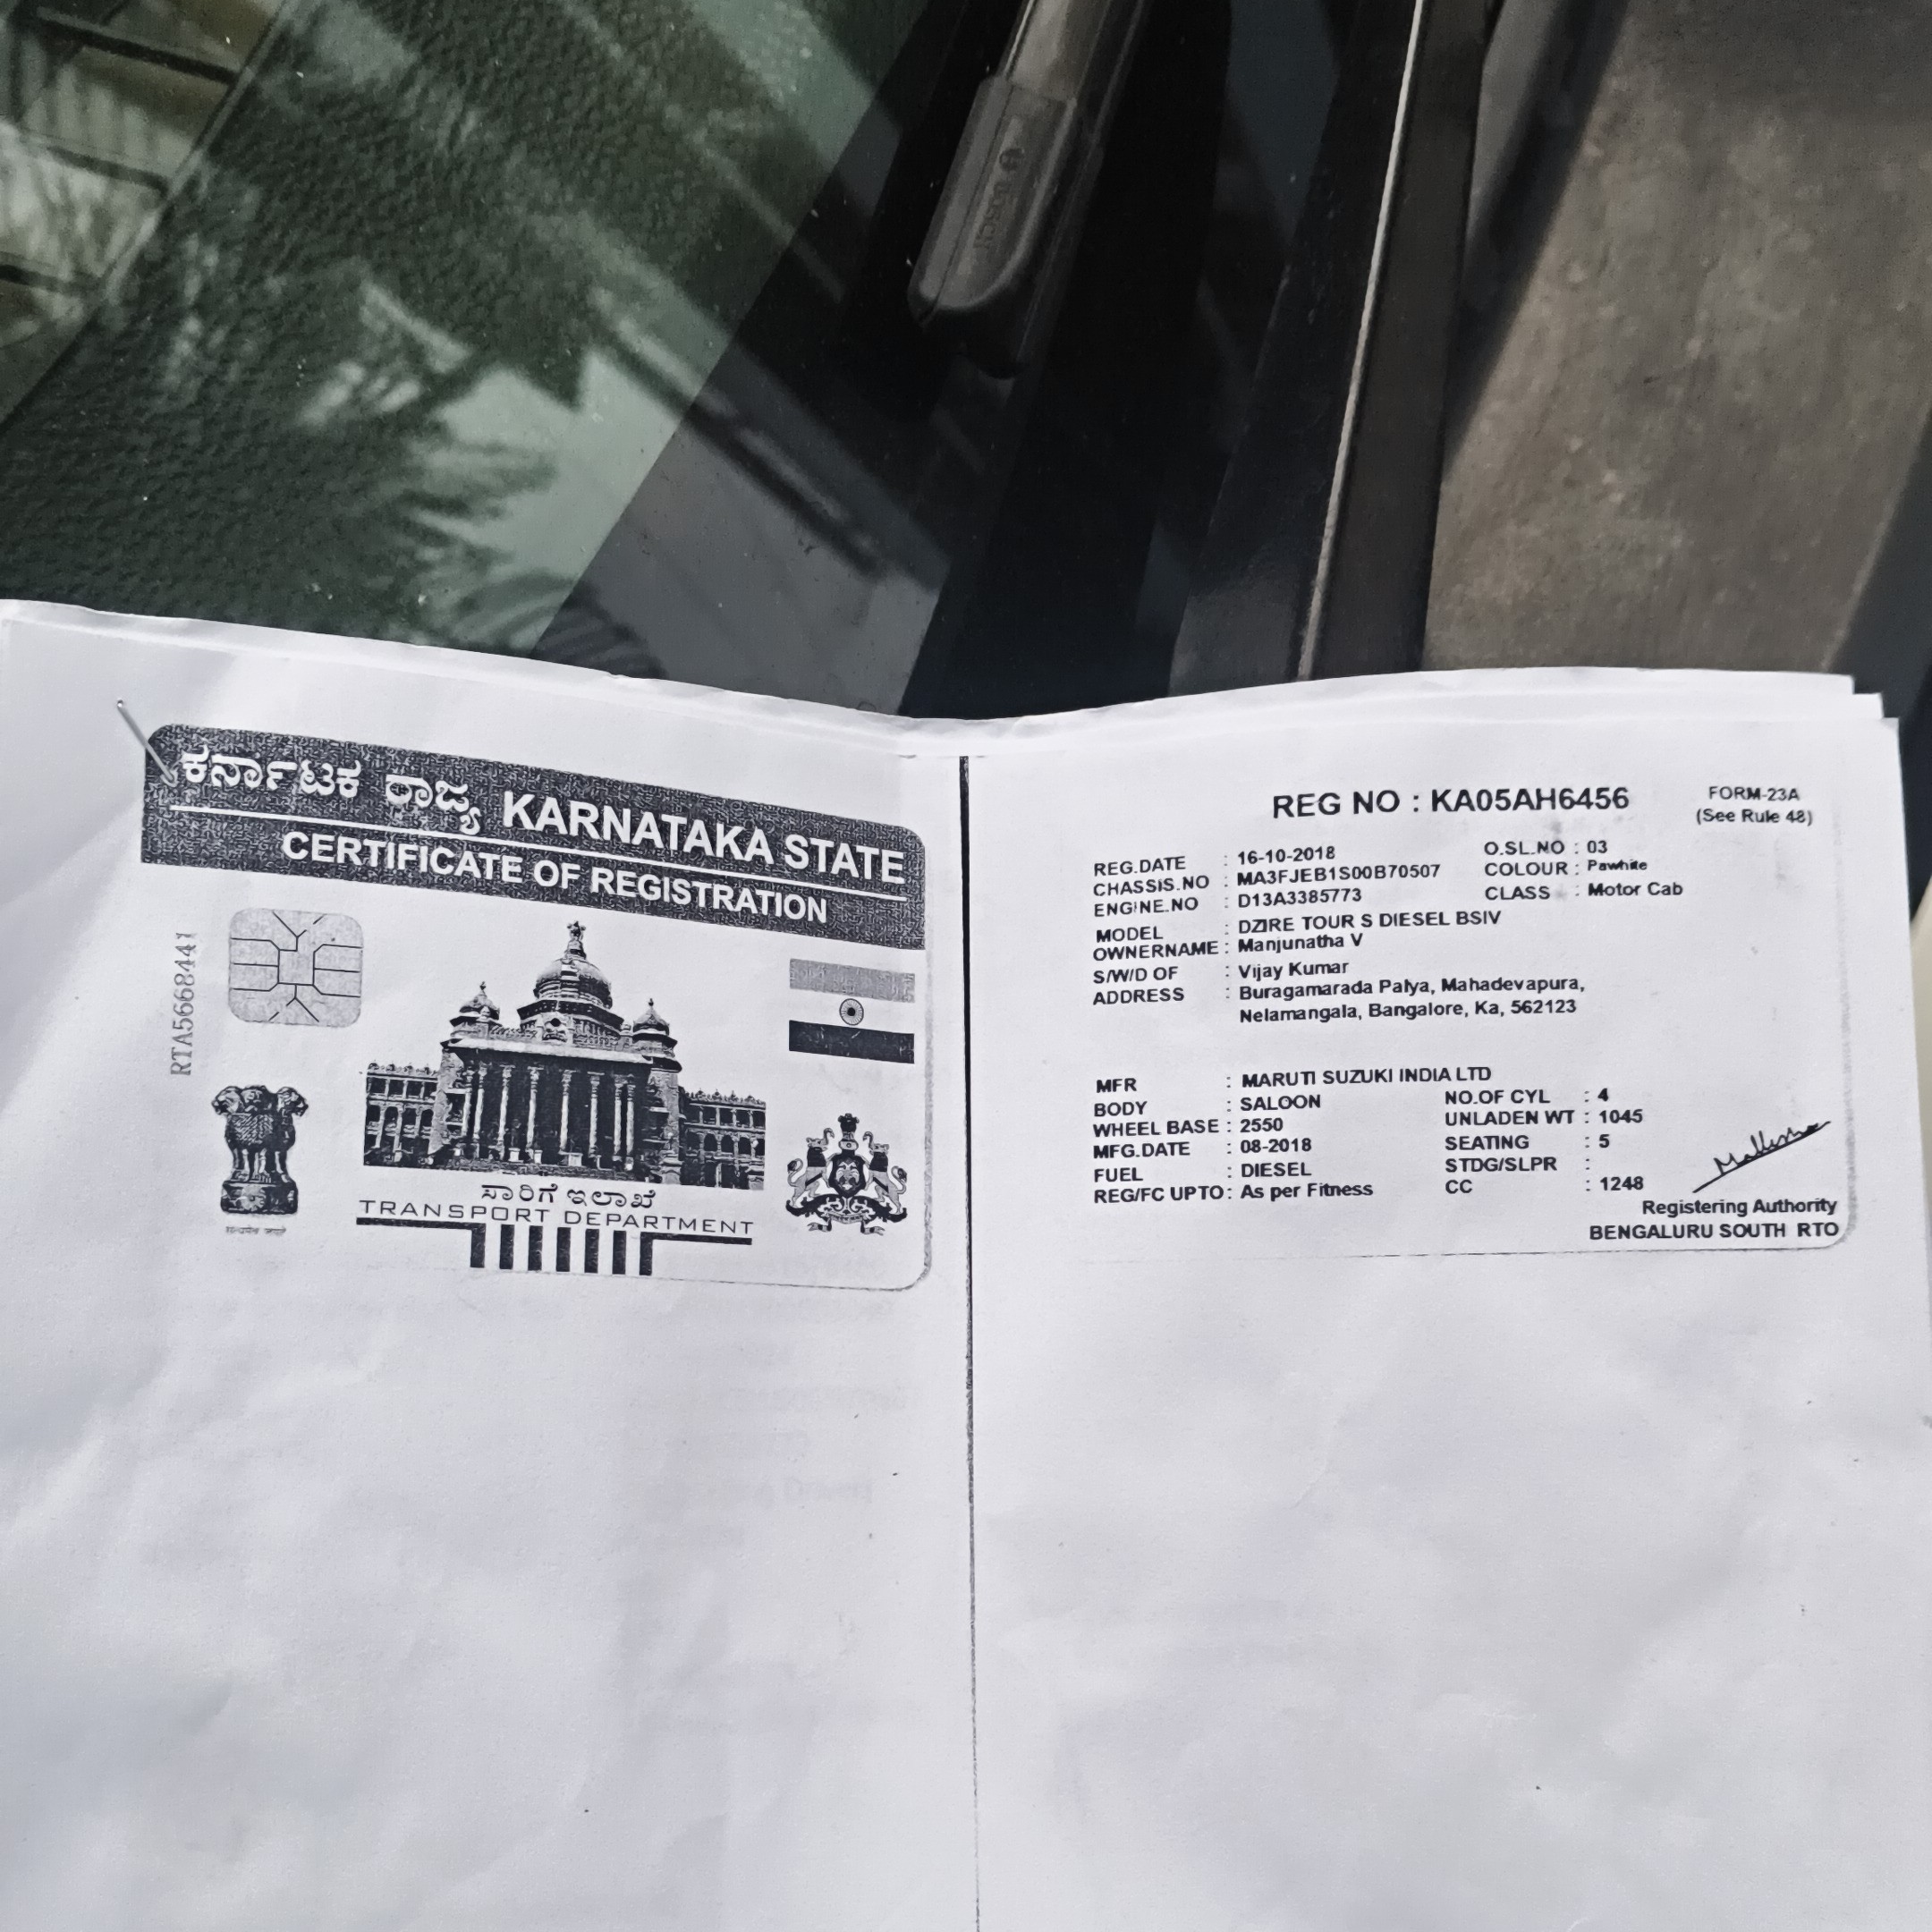 BOSCH
ಕರ್ನಾಟಕ ರಾಜ್ಯ KARNATAKA STATE
CERTIFICATE OF REGISTRATION
RTA5668441
सत्यमेव जयते
ಸಾರಿಗೆ ಇಲಾಖೆ
TRANSPORT DEPARTMENT
REG NO : KA05AH6456
FORM-23A
(See Rule 48)
REG.DATE : 16-10-2018 O.SL.NO : 03
CHASSIS.NO : MA3FJEB1S00B70507 COLOUR : Pawhite
ENGINE.NO : D13A3385773 CLASS : Motor Cab
MODEL : DZIRE TOUR S DIESEL BSIV
OWNERNAME : Manjunatha V
S/W/D OF : Vijay Kumar
ADDRESS : Buragamarada Palya, Mahadevapura,
Nelamangala, Bangalore, Ka, 562123
MFR : MARUTI SUZUKI INDIA LTD
BODY : SALOON NO.OF CYL : 4
WHEEL BASE : 2550 UNLADEN WT : 1045
MFG.DATE : 08-2018 SEATING : 5
FUEL : DIESEL STDG/SLPR :
REG/FC UPTO : As per Fitness CC : 1248
Registering Authority
BENGALURU SOUTH RTO